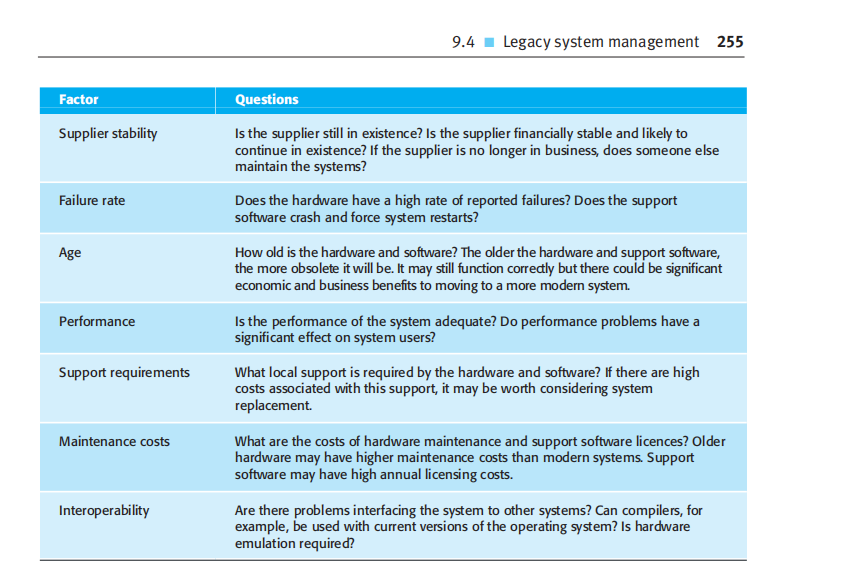 9.4 ■ Legacy system management 255
Factor Questions
Supplier stability Is the supplier still in existence? Is the supplier financially stable and likely to
continue in existence? If the supplier is no longer in business, does someone else
maintain the systems?
Failure rate Does the hardware have a high rate of reported failures? Does the support
software crash and force system restarts?
Age How old is the hardware and software? The older the hardware and support software,
the more obsolete it will be. It may still function correctly but there could be significant
economic and business benefits to moving to a more modern system.
Performance Is the performance of the system adequate? Do performance problems have a
significant effect on system users?
Support requirements What local support is required by the hardware and software? If there are high
costs associated with this support, it may be worth considering system
replacement.
Maintenance costs What are the costs of hardware maintenance and support software licences? Older
hardware may have higher maintenance costs than modern systems. Support
software may have high annual licensing costs.
Interoperability Are there problems interfacing the system to other systems? Can compilers, for
example, be used with current versions of the operating system? Is hardware
emulation required?